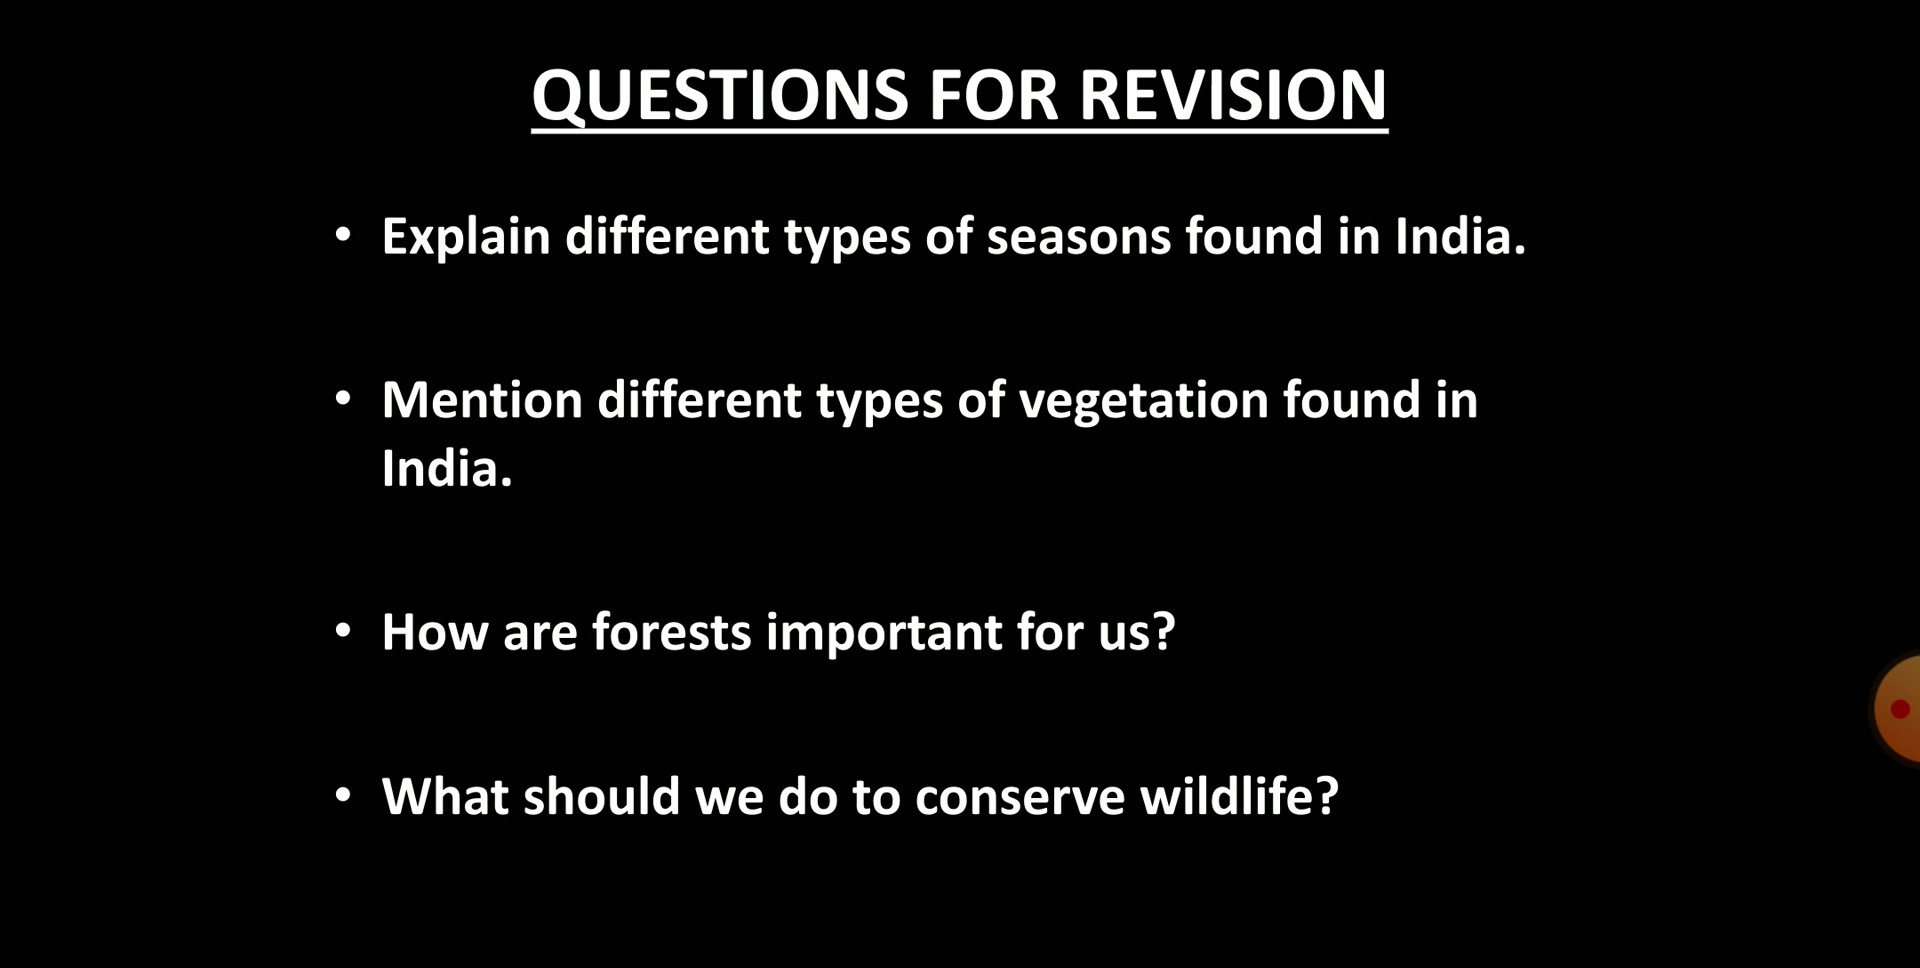 QUESTIONS FOR REVISION
• Explain different types of seasons found in India.
• Mention different types of vegetation found in
India.
• How are forests important for us?
• What should we do to conserve wildlife?